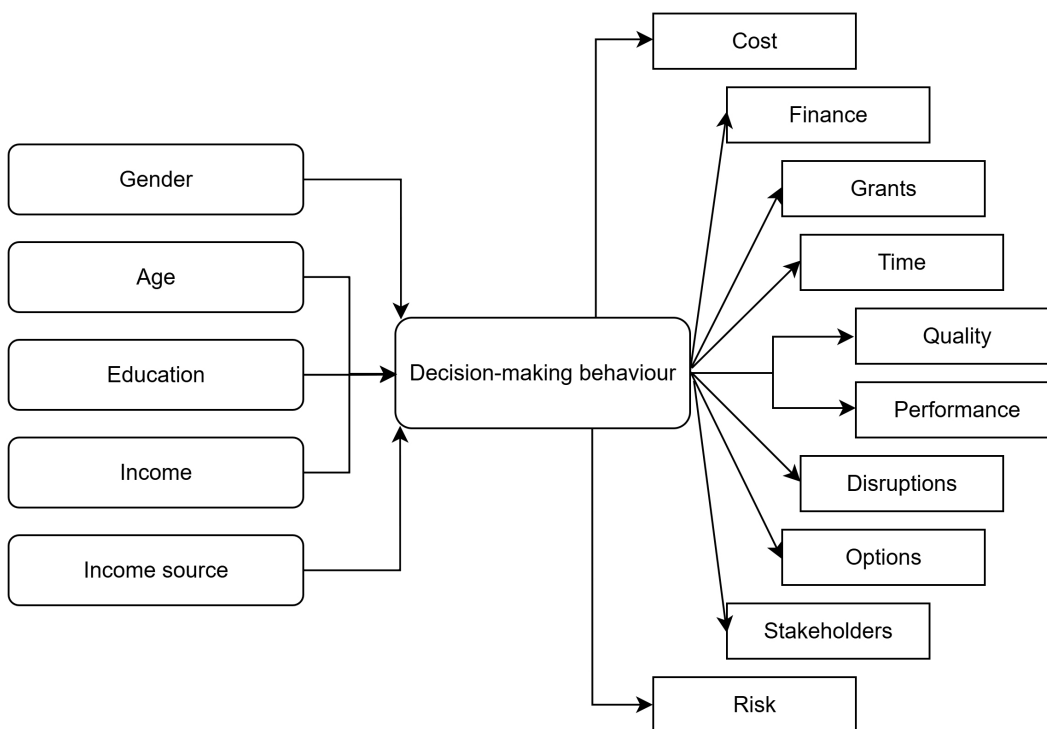 Gender
Age
Education
Income
Income source
Decision-making behaviour
Cost
Finance
Grants
Time
Quality
Performance
Disruptions
Options
Stakeholders
Risk